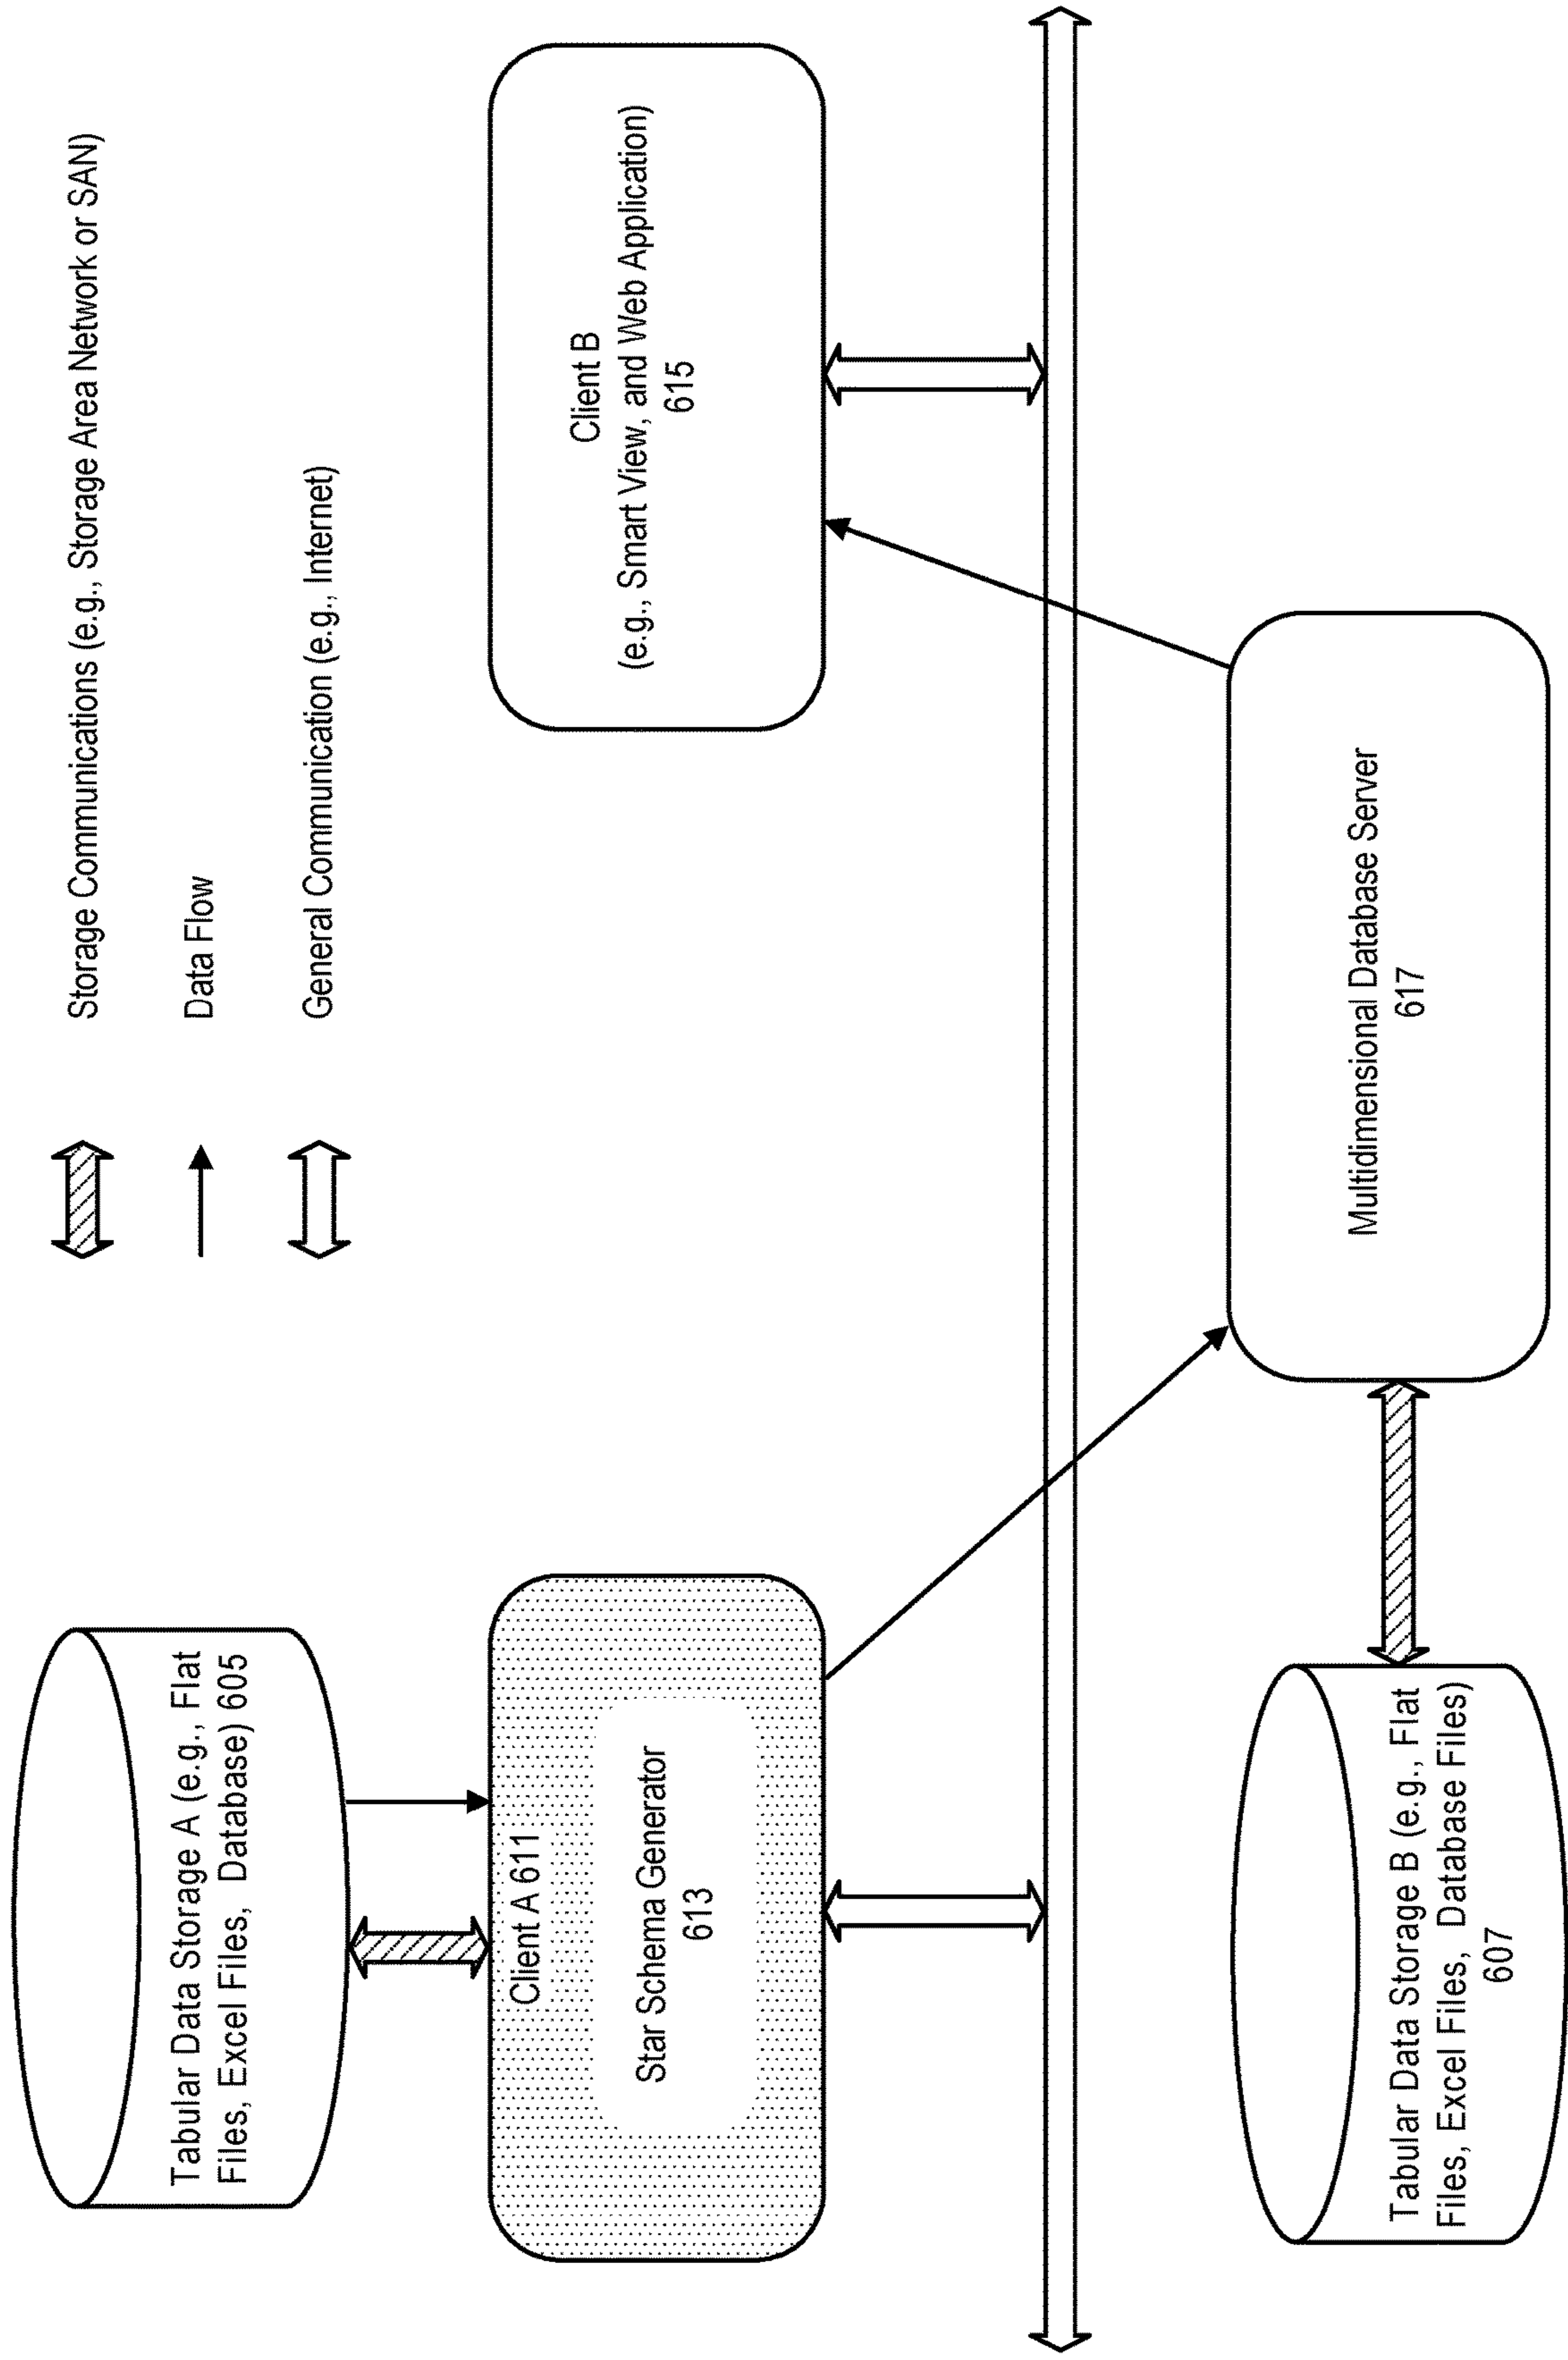 Storage Communications (e.g., Storage Area Network or SAN)
Data Flow
General Communication (e.g., Internet)
Tabular Data Storage A (e.g., Flat
Files, Excel Files, Database) 605
Client A 611
Star Schema Generator
613
Client B
(e.g., Smart View, and Web Application)
615
Tabular Data Storage B (e.g., Flat
Files, Excel Files, Database Files)
607
Multidimensional Database Server
617